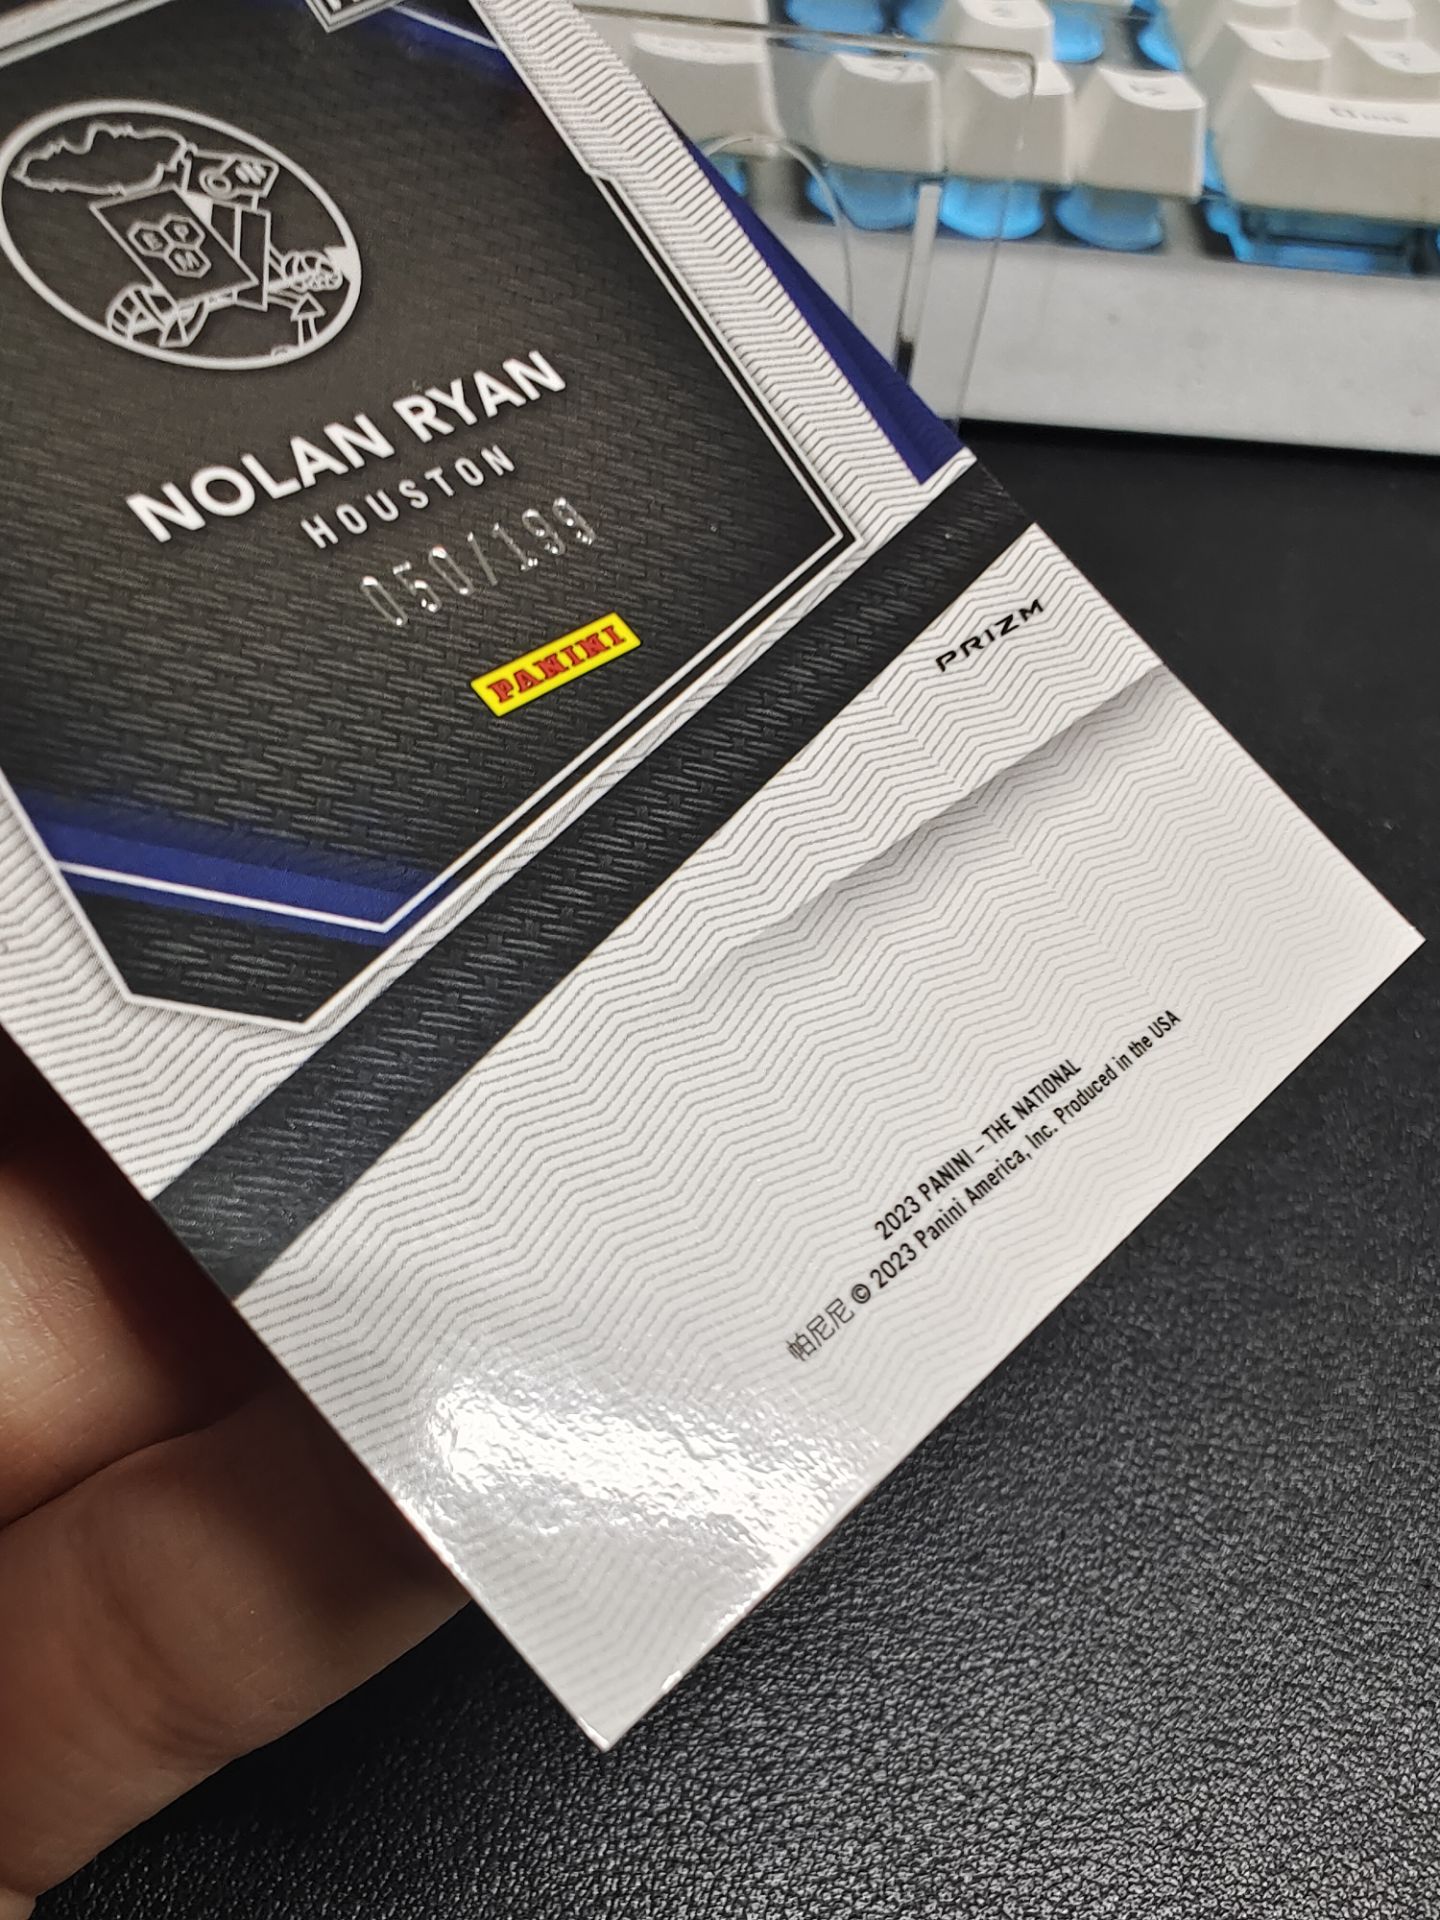 E P
M
NOLAN RYAN
HOUSTON
050/199
PANINI
PRIZM
2023 PANINI – THE NATIONAL
帕尼尼 © 2023 Panini America, Inc. Produced in the USA